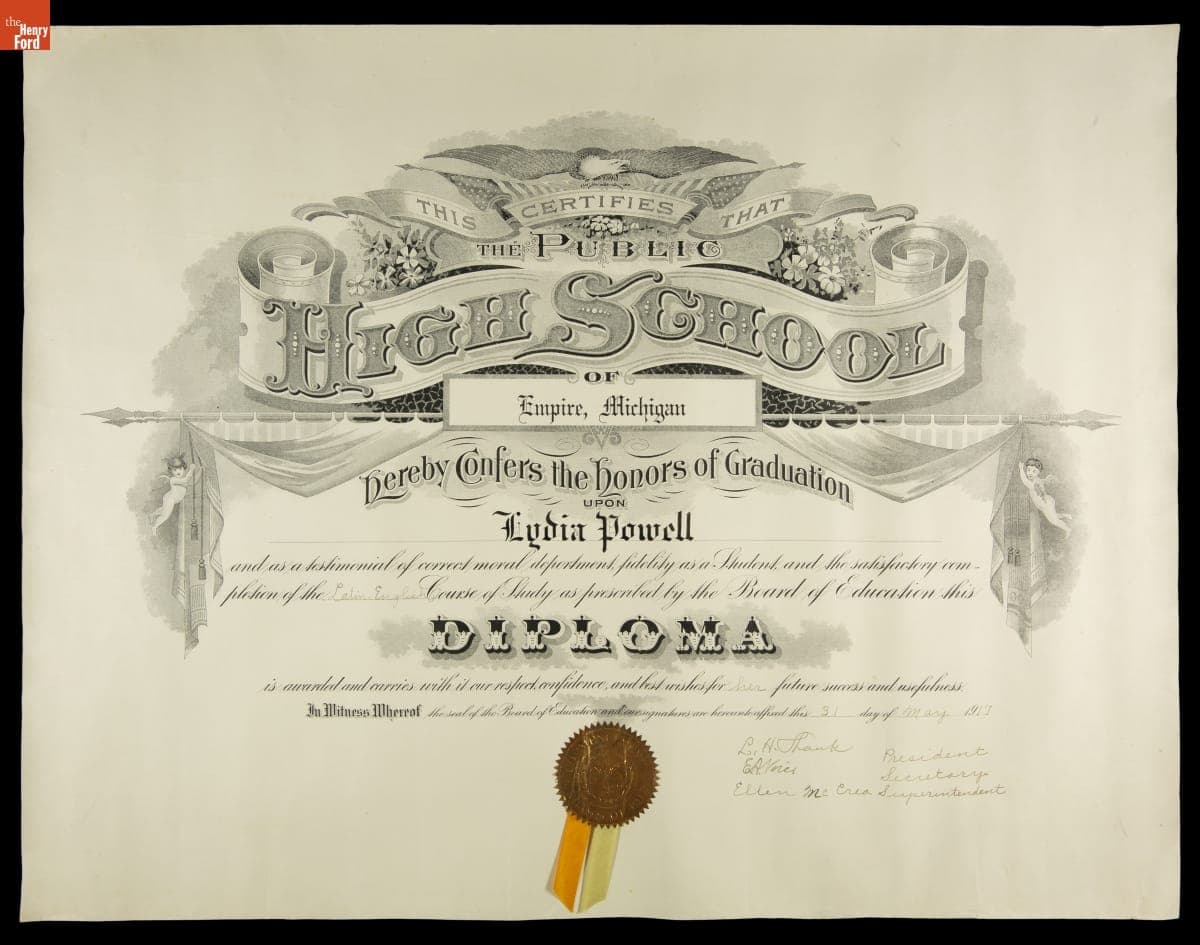 the
Henry
Ford
THIS CERTIFIES THAT
THE PUBLIC
HIGH SCHOOL
OF
Empire, Michigan
hereby Confers the honors of Graduation
UPON
Lydia Powell
and as a testimonial of correct moral deportment, fidelity as a Student, and the satisfactory com-
pletion of the Latin-English Course of Study as prescribed by the Board of Education this
DIPLOMA
is awarded and carries with it our respect, confidence, and best wishes for her future success and usefulness.
In Witness Whereof the seal of the Board of Education and our signatures are hereunto affixed this 31 day of May
President
Secretary
Ellen McCrea Superintendent